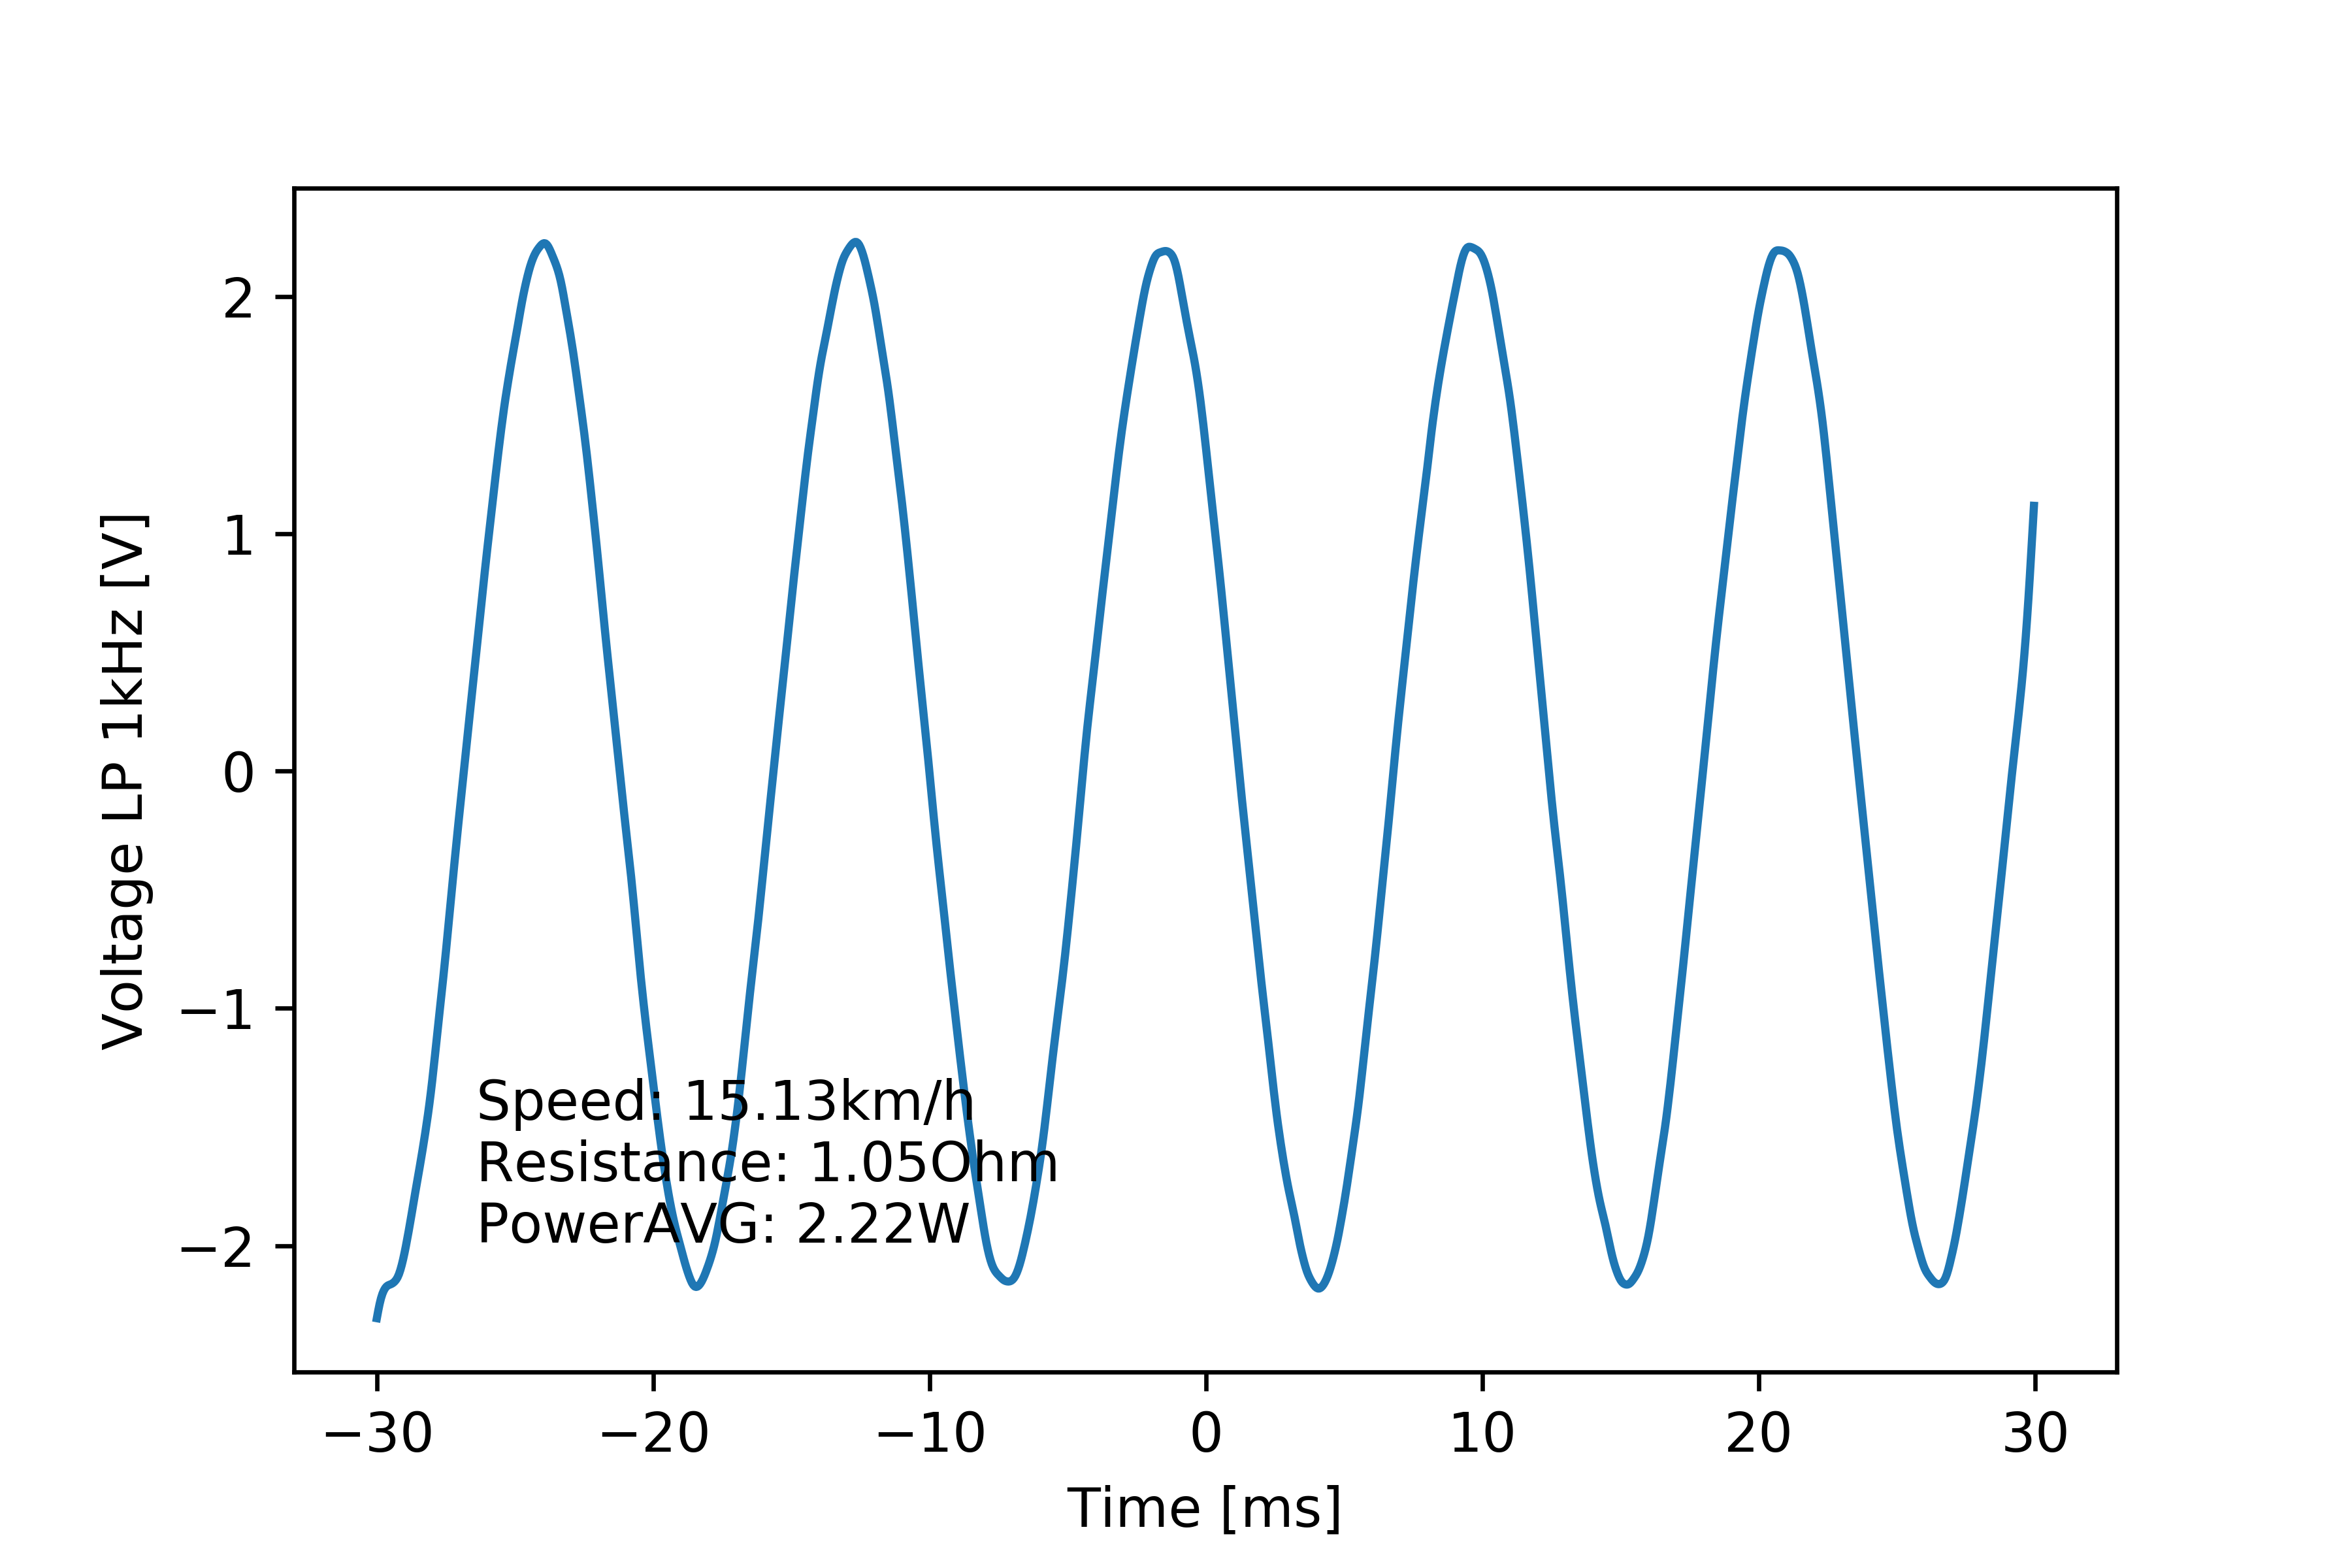 2
1
0
−1
−2
Voltage LP 1kHz [V]
Speed: 15.13km/h
Resistance: 1.05Ohm
PowerAVG: 2.22W
−30 −20 −10 0 10 20 30
Time [ms]